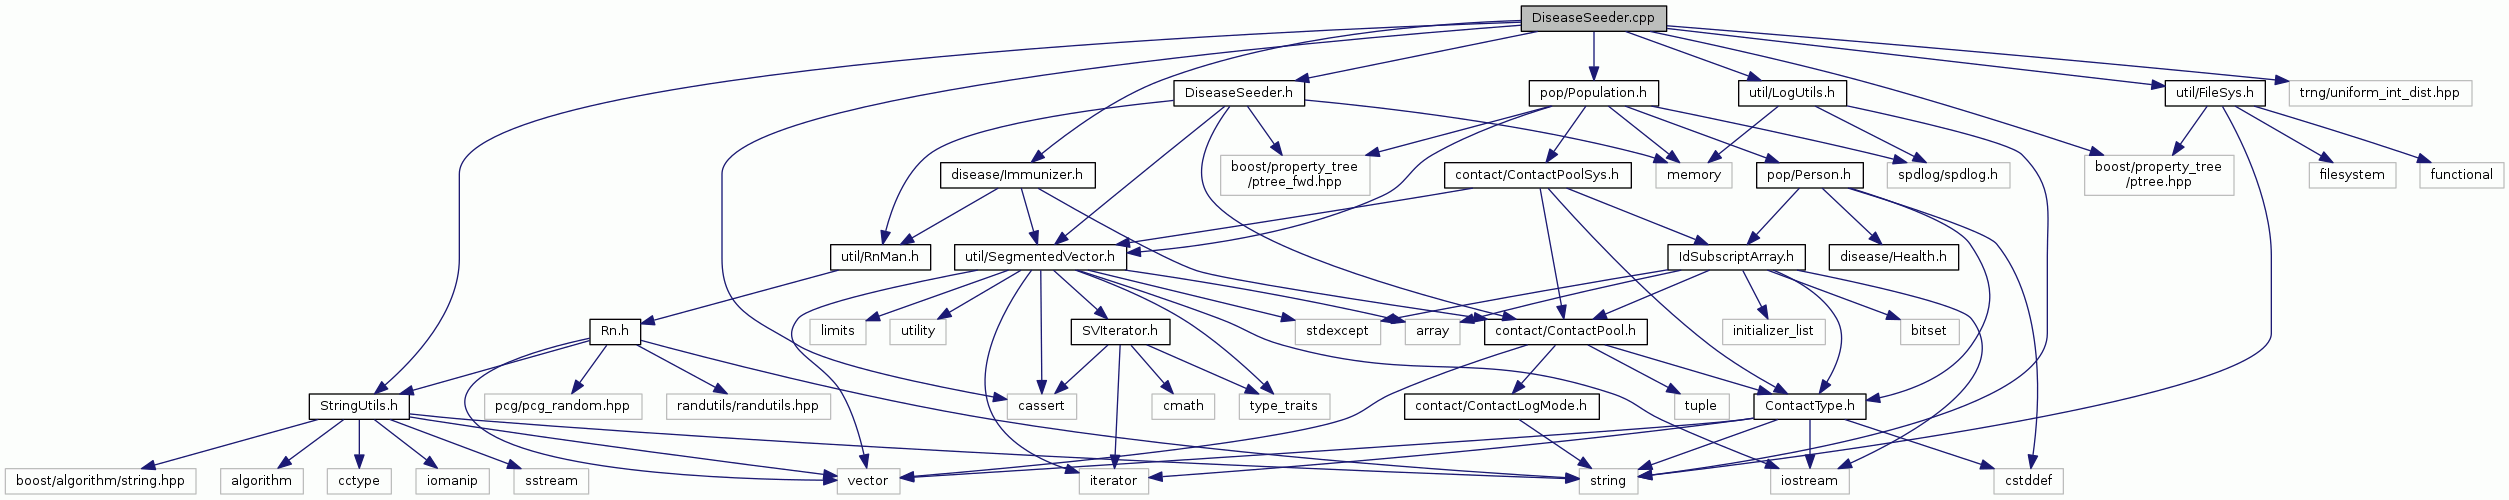 DiseaseSeeder.cpp
DiseaseSeeder.h
pop/Population.h
util/LogUtils.h
util/FileSys.h
trng/uniform_int_dist.hpp
disease/Immunizer.h
boost/property_tree
/ptree_fwd.hpp
contact/ContactPoolSys.h
memory
pop/Person.h
spdlog/spdlog.h
boost/property_tree
/ptree.hpp
filesystem
functional
util/RnMan.h
util/SegmentedVector.h
IdSubscriptArray.h
disease/Health.h
Rn.h
limits
utility
SVIterator.h
stdexcept
array
contact/ContactPool.h
initializer_list
bitset
StringUtils.h
pcg/pcg_random.hpp
randutils/randutils.hpp
cassert
cmath
type_traits
contact/ContactLogMode.h
tuple
ContactType.h
boost/algorithm/string.hpp
algorithm
cctype
iomanip
sstream
vector
iterator
string
iostream
cstddef